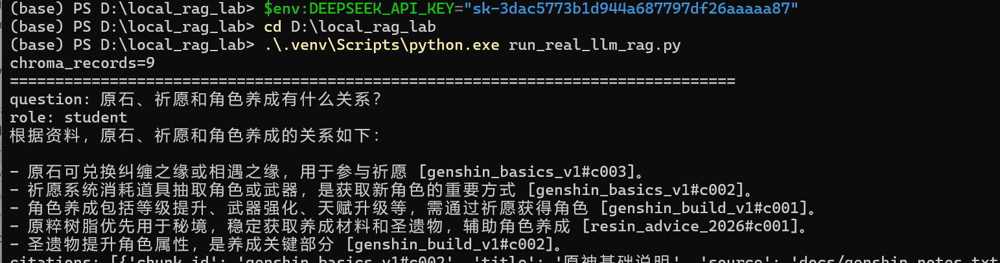 (base) PS D:\local_rag_lab> $env:DEEPSEEK_API_KEY="sk-3dac5773b1d944a687797df26aaaaa87"
(base) PS D:\local_rag_lab> cd D:\local_rag_lab
(base) PS D:\local_rag_lab> .\.venv\Scripts\python.exe run_real_llm_rag.py
chroma_records=9
================================================================================
question: 原石、祈愿和角色养成有什么关系？
role: student
根据资料，原石、祈愿和角色养成的关系如下：
- 原石可兑换纠缠之缘或相遇之缘，用于参与祈愿 [genshin_basics_v1#c003]。
- 祈愿系统消耗道具抽取角色或武器，是获取新角色的重要方式 [genshin_basics_v1#c002]。
- 角色养成包括等级提升、武器强化、天赋升级等，需通过祈愿获得角色 [genshin_build_v1#c001]。
- 原粹树脂优先用于秘境，稳定获取养成材料和圣遗物，辅助角色养成 [resin_advice_2026#c001]。
- 圣遗物提升角色属性，是养成关键部分 [genshin_build_v1#c002]。
citations: [{'chunk_id': 'genshin_basics_v1#c002', 'title': '原神基础说明', 'source': 'docs/genshin_notes.txt